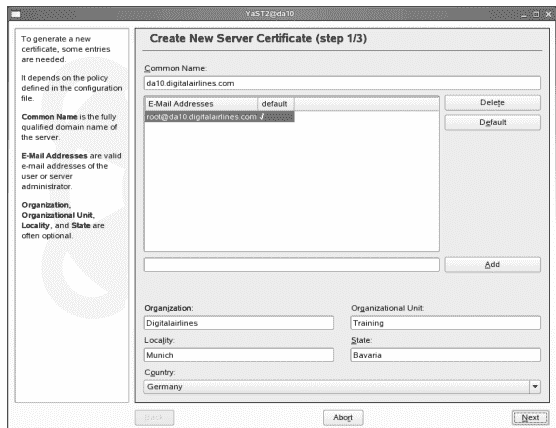 YaST2@da10
To generate a new
certificate, some entries
are needed.
It depends on the policy
defined in the configuration
file.
Common Name is the fully
qualified domain name of
the server.
E-Mail Addresses are valid
e-mail addresses of the
user or server
administrator.
Organization,
Organizational Unit,
Locality, and State are
often optional.
Create New Server Certificate (step 1/3)
Common Name:
da10.digitalairlines.com
E-Mail Addresses default
root@da10.digitalairlines.com
Delete
Default
Add
Organization: Organizational Unit:
Digitalairlines Training
Locality: State:
Munich Bavaria
Country:
Germany
Back Abort Next